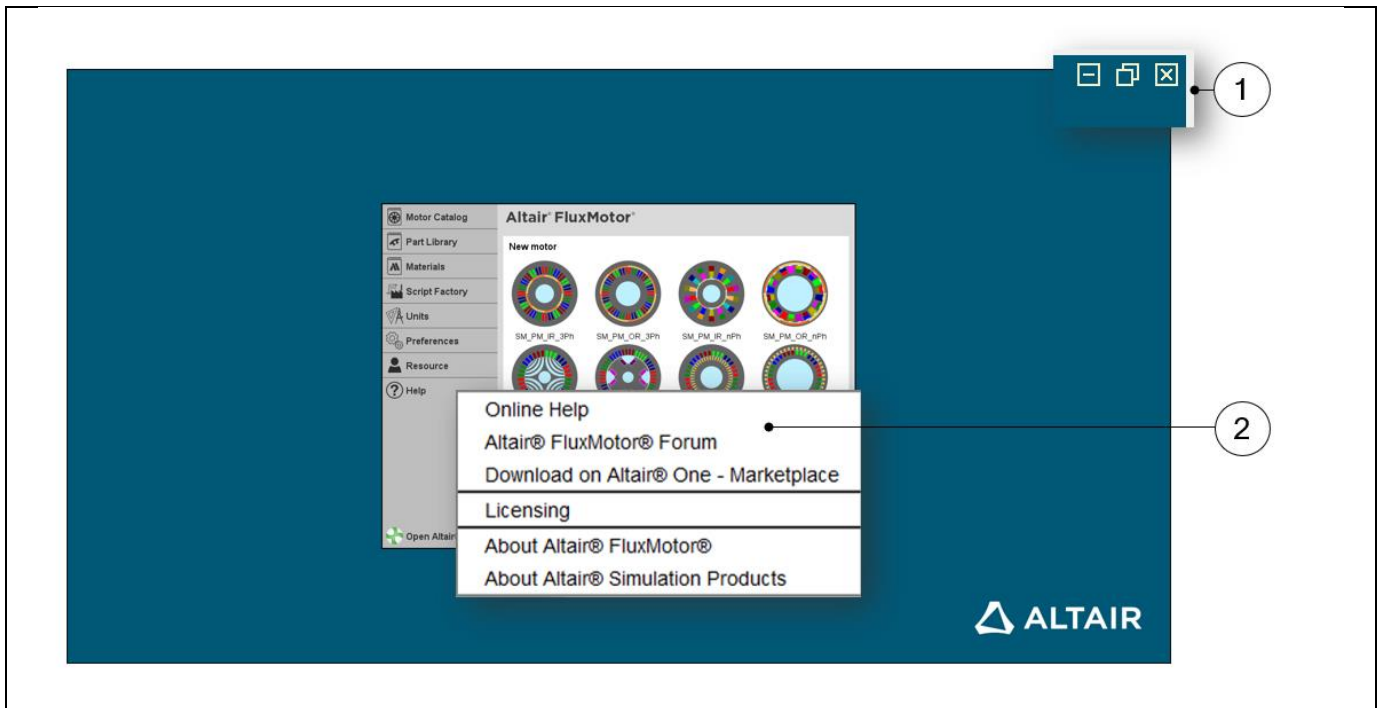 1
Motor Catalog
Altair® FluxMotor®
Part Library
New motor
Materials
Script Factory
Units
SM_PM_IR_3Ph
SM_PM_OR_3Ph
SM_PM_IR_nPh
SM_PM_OR_nPh
Preferences
Resource
? Help
Online Help
Altair® FluxMotor® Forum
2
Download on Altair® One - Marketplace
Licensing
Open Altair
About Altair® FluxMotor®
About Altair® Simulation Products
ALTAIR